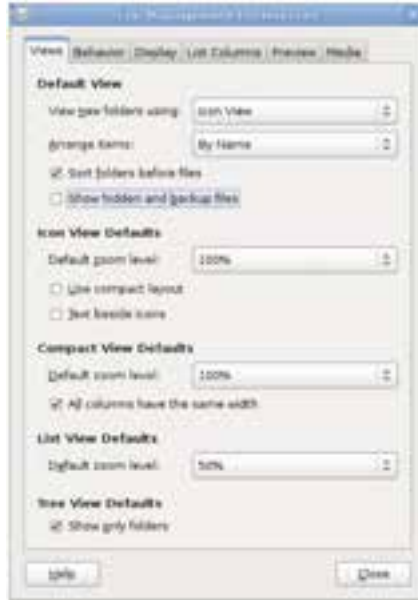 File Management Preferences
Views Behavior Display List Columns Preview Media
Default View
View new folders using: Icon View
Arrange items: By Name
Sort folders before files
Show hidden and backup files
Icon View Defaults
Default zoom level: 100%
Use compact layout
Text beside icons
Compact View Defaults
Default zoom level: 100%
All columns have the same width
List View Defaults
Default zoom level: 50%
Tree View Defaults
Show only folders
Help Close